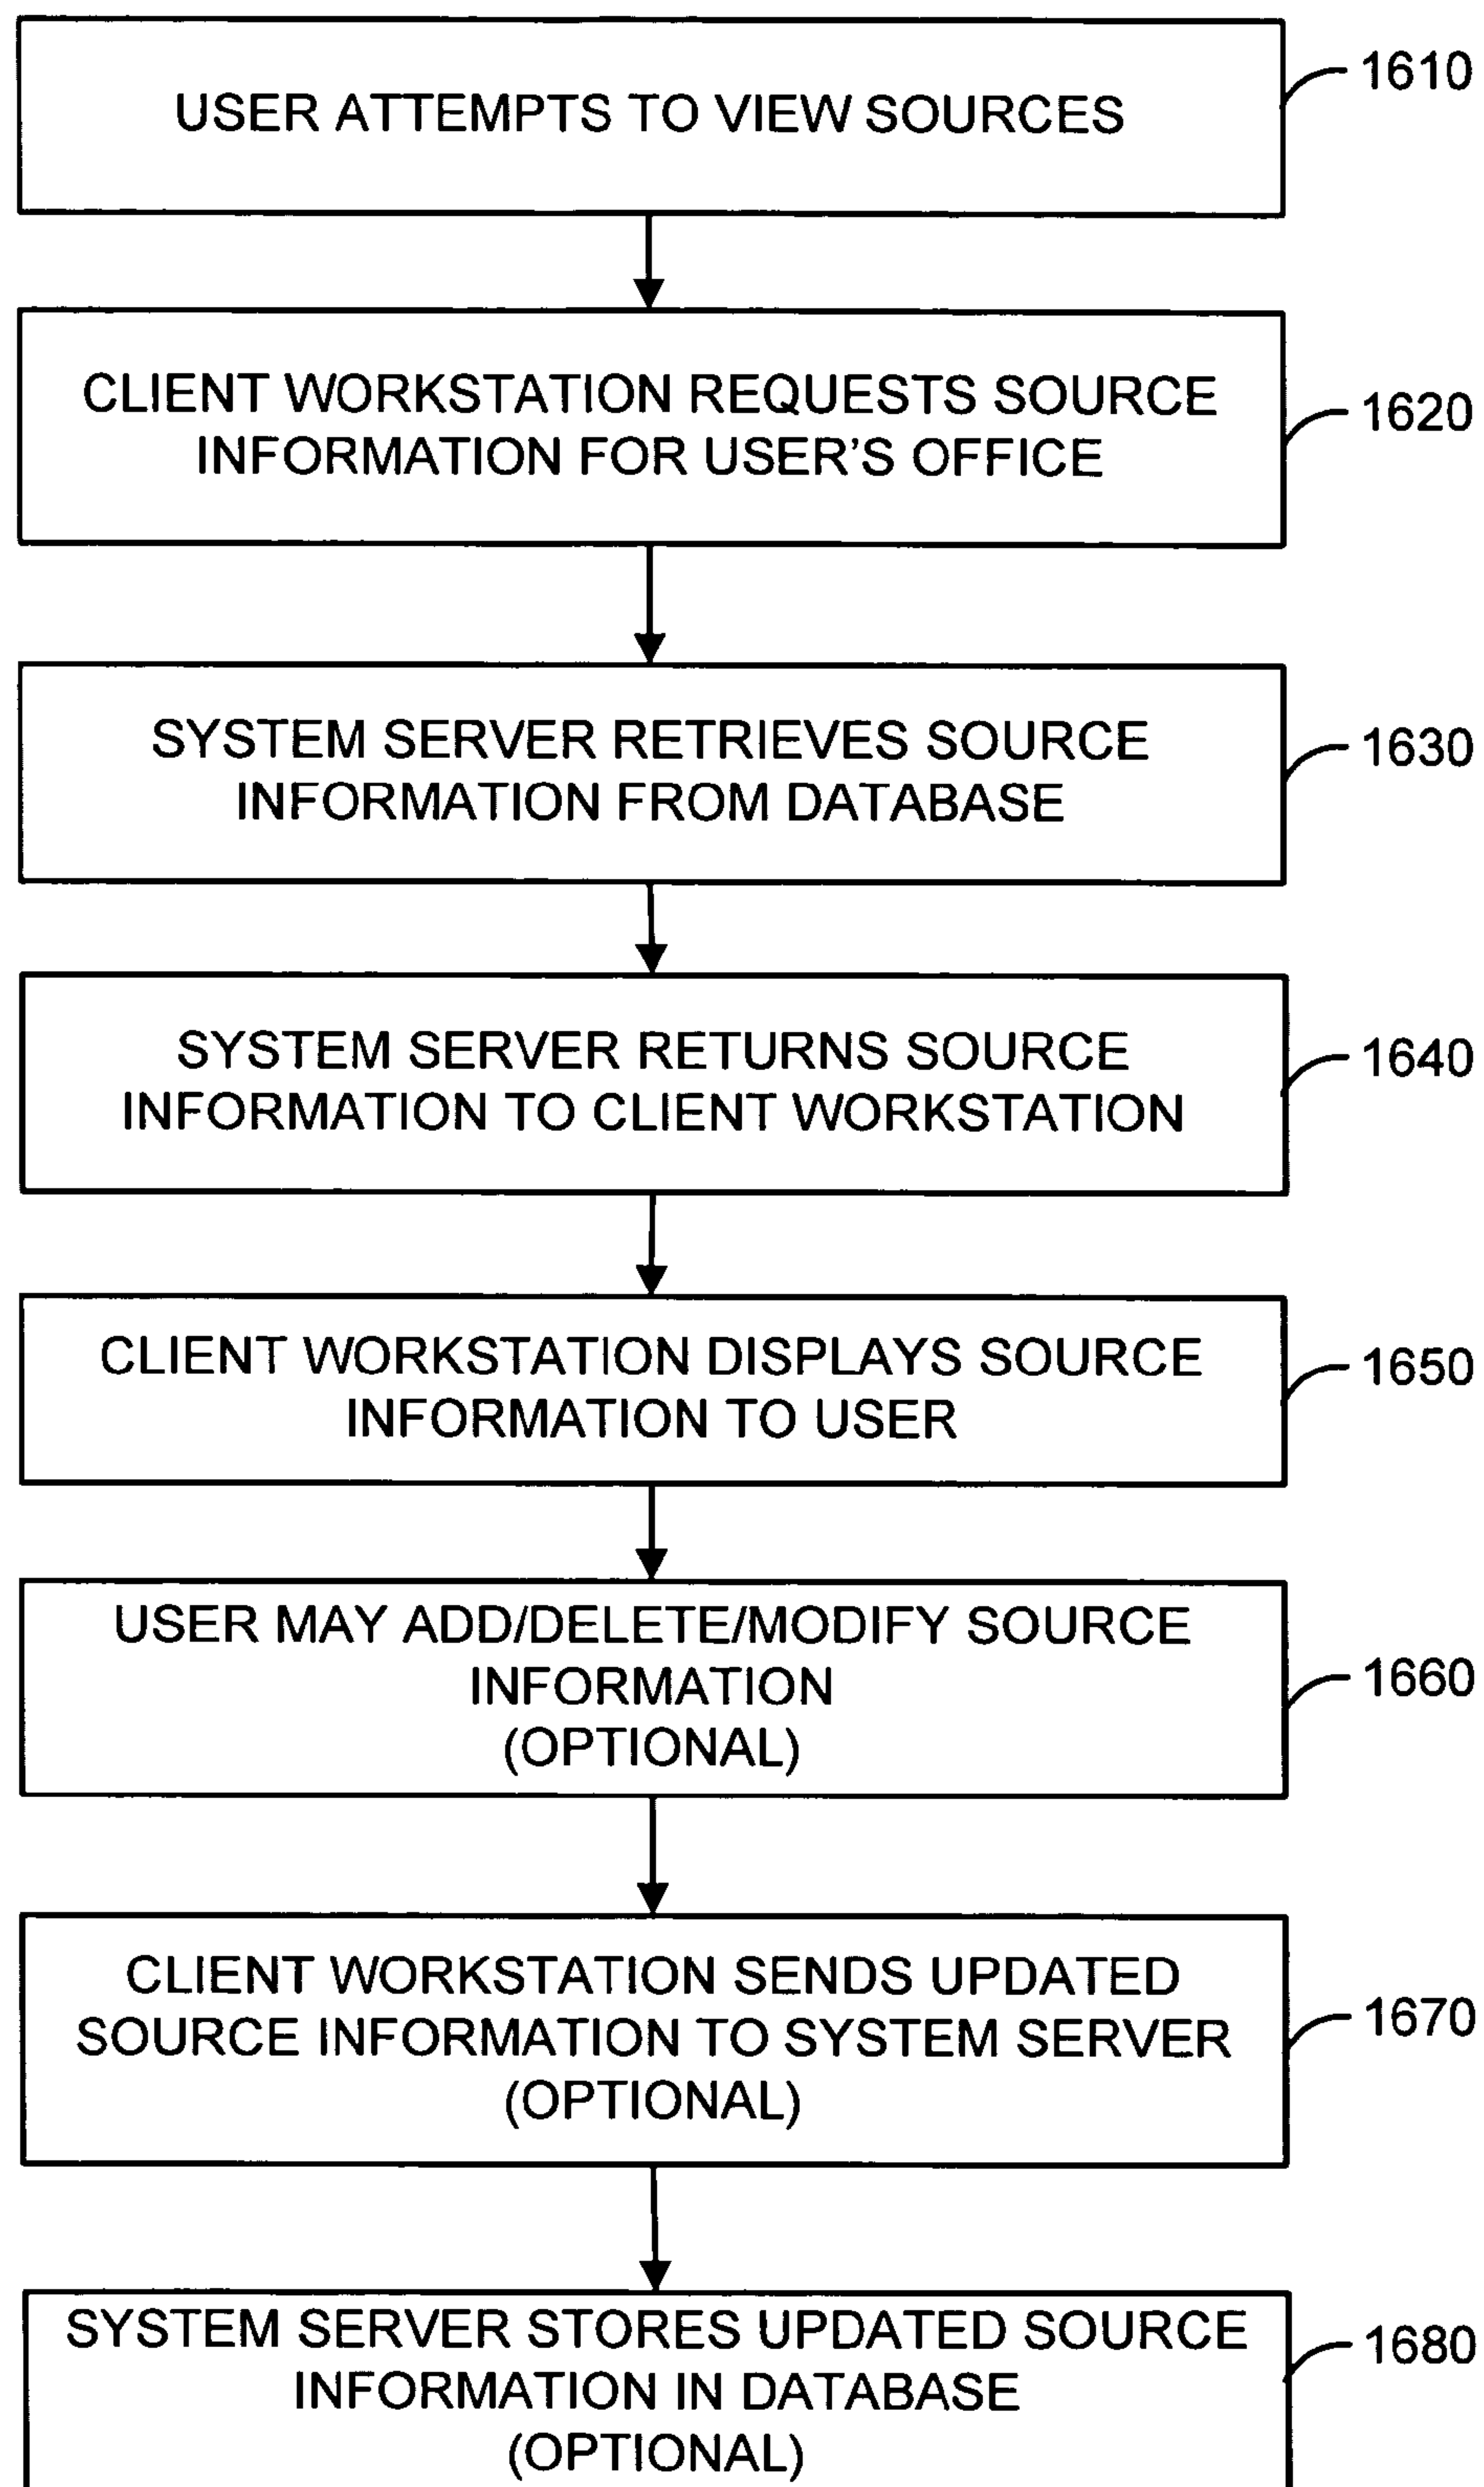 USER ATTEMPTS TO VIEW SOURCES
1610
CLIENT WORKSTATION REQUESTS SOURCE
INFORMATION FOR USER'S OFFICE
1620
SYSTEM SERVER RETRIEVES SOURCE
INFORMATION FROM DATABASE
1630
SYSTEM SERVER RETURNS SOURCE
INFORMATION TO CLIENT WORKSTATION
1640
CLIENT WORKSTATION DISPLAYS SOURCE
INFORMATION TO USER
1650
USER MAY ADD/DELETE/MODIFY SOURCE
INFORMATION
(OPTIONAL)
1660
CLIENT WORKSTATION SENDS UPDATED
SOURCE INFORMATION TO SYSTEM SERVER
(OPTIONAL)
1670
SYSTEM SERVER STORES UPDATED SOURCE
INFORMATION IN DATABASE
(OPTIONAL)
1680